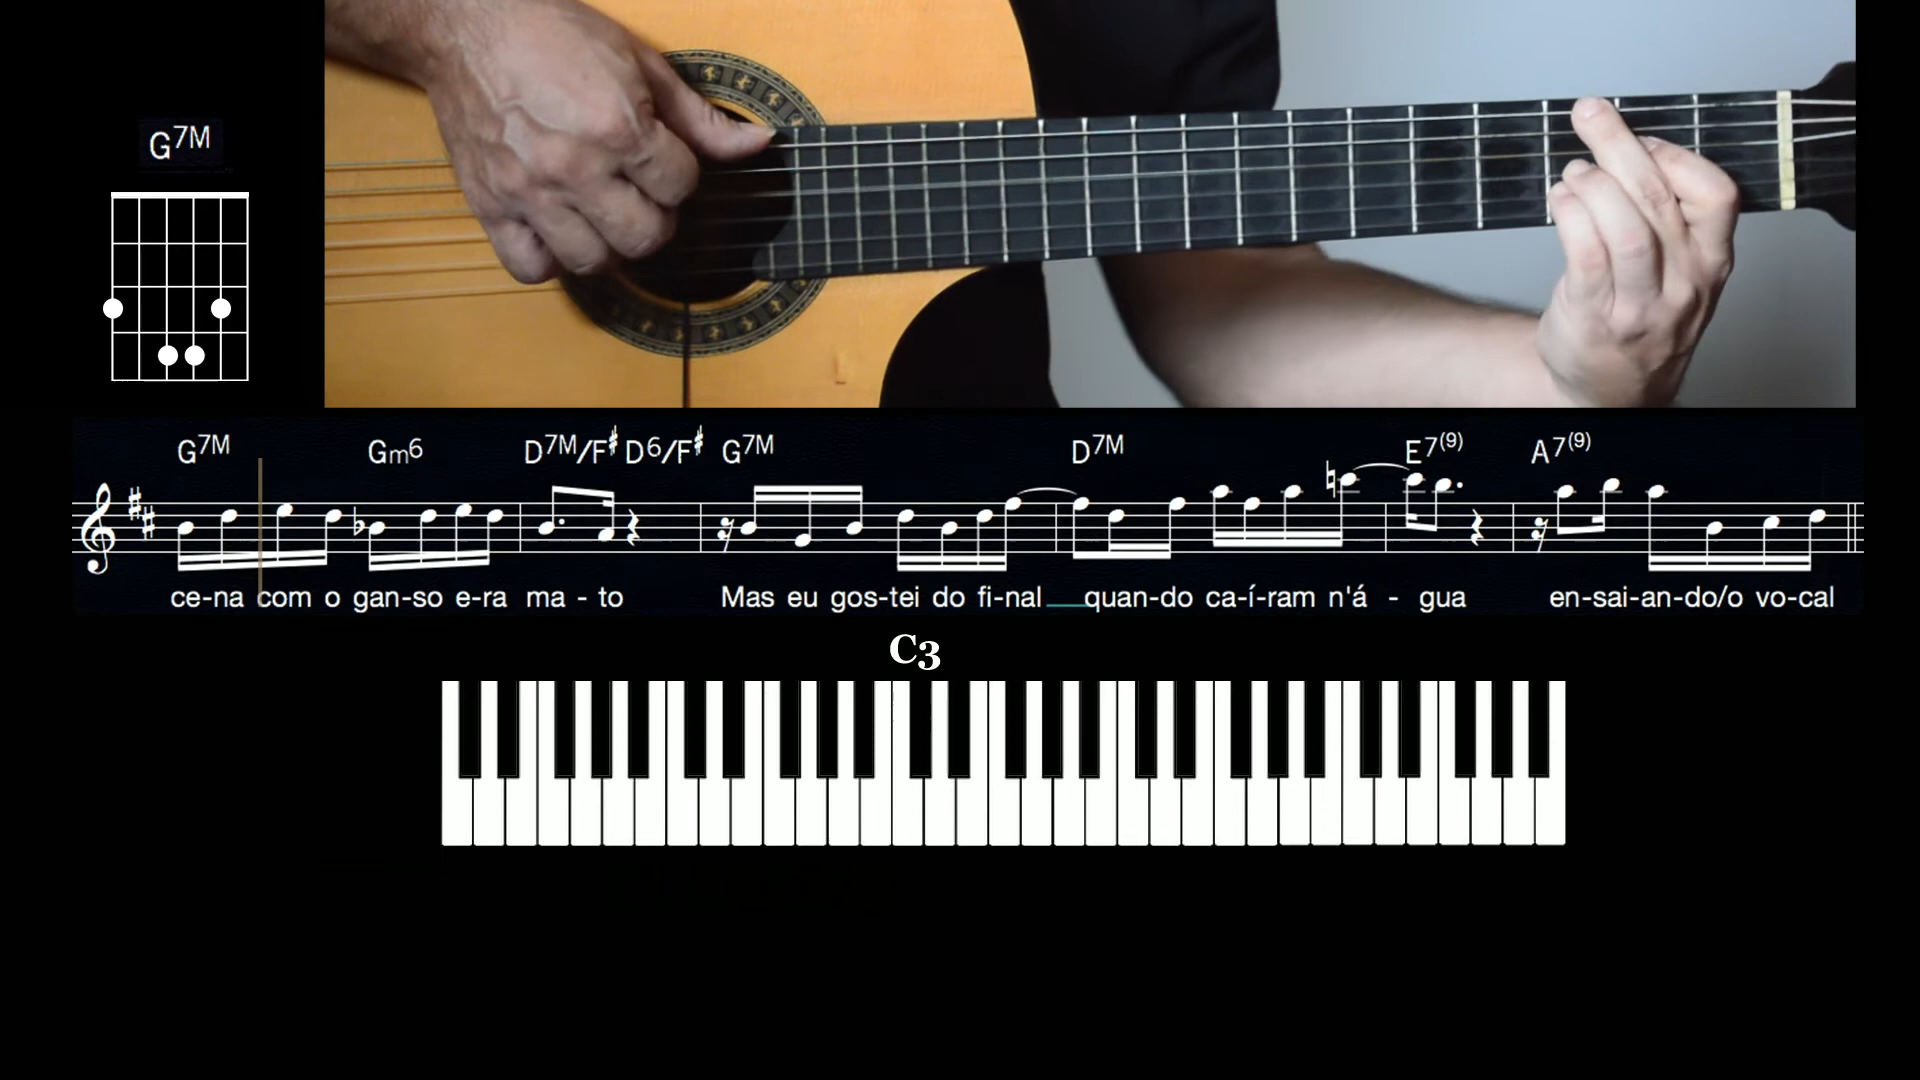 G7M
G7M Gm6 D7M/F♯ D6/F♯ G7M D7M E7(9) A7(9)
ce-na com o gan-so e-ra ma - to Mas eu gos-tei do fi-nal quan-do ca-í-ram n'á - gua en-sai-an-do/o vo-cal
C3